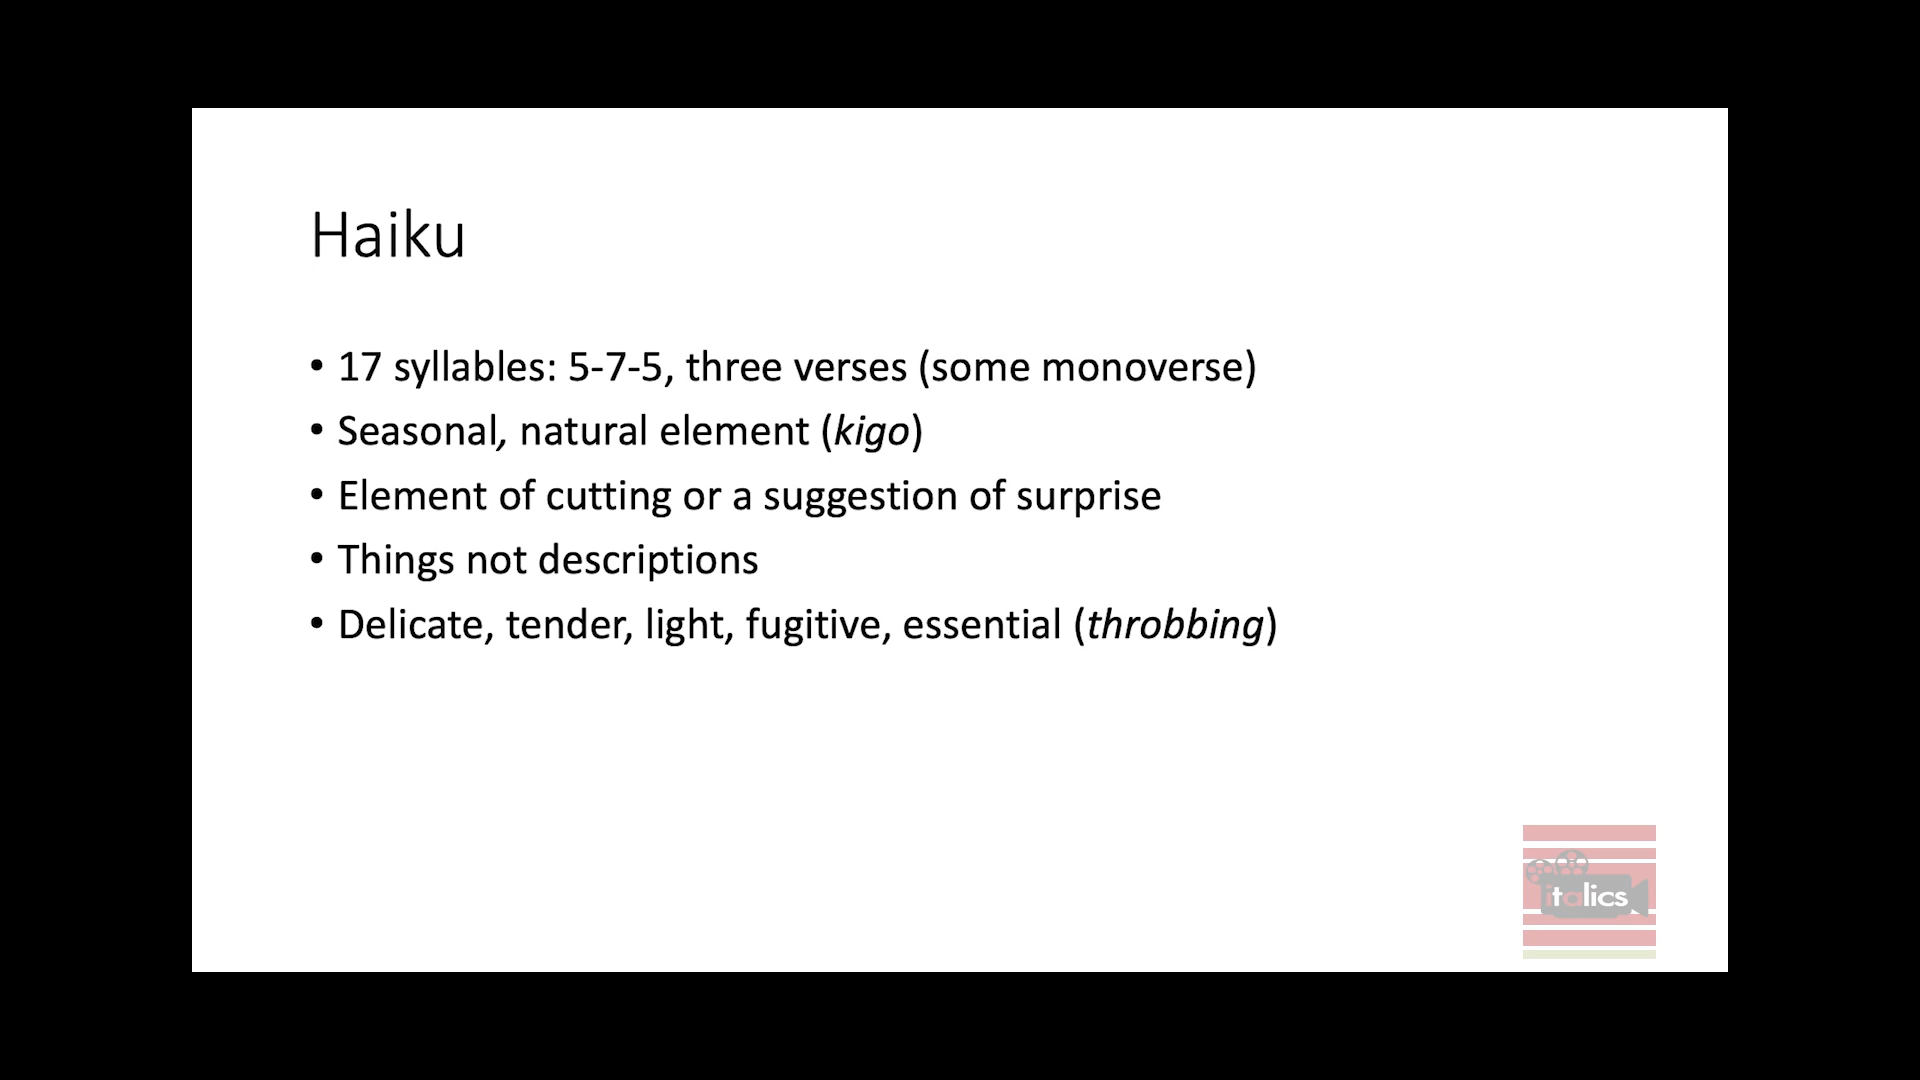 Haiku
• 17 syllables: 5-7-5, three verses (some monoverse)
• Seasonal, natural element (kigo)
• Element of cutting or a suggestion of surprise
• Things not descriptions
• Delicate, tender, light, fugitive, essential (throbbing)
italics